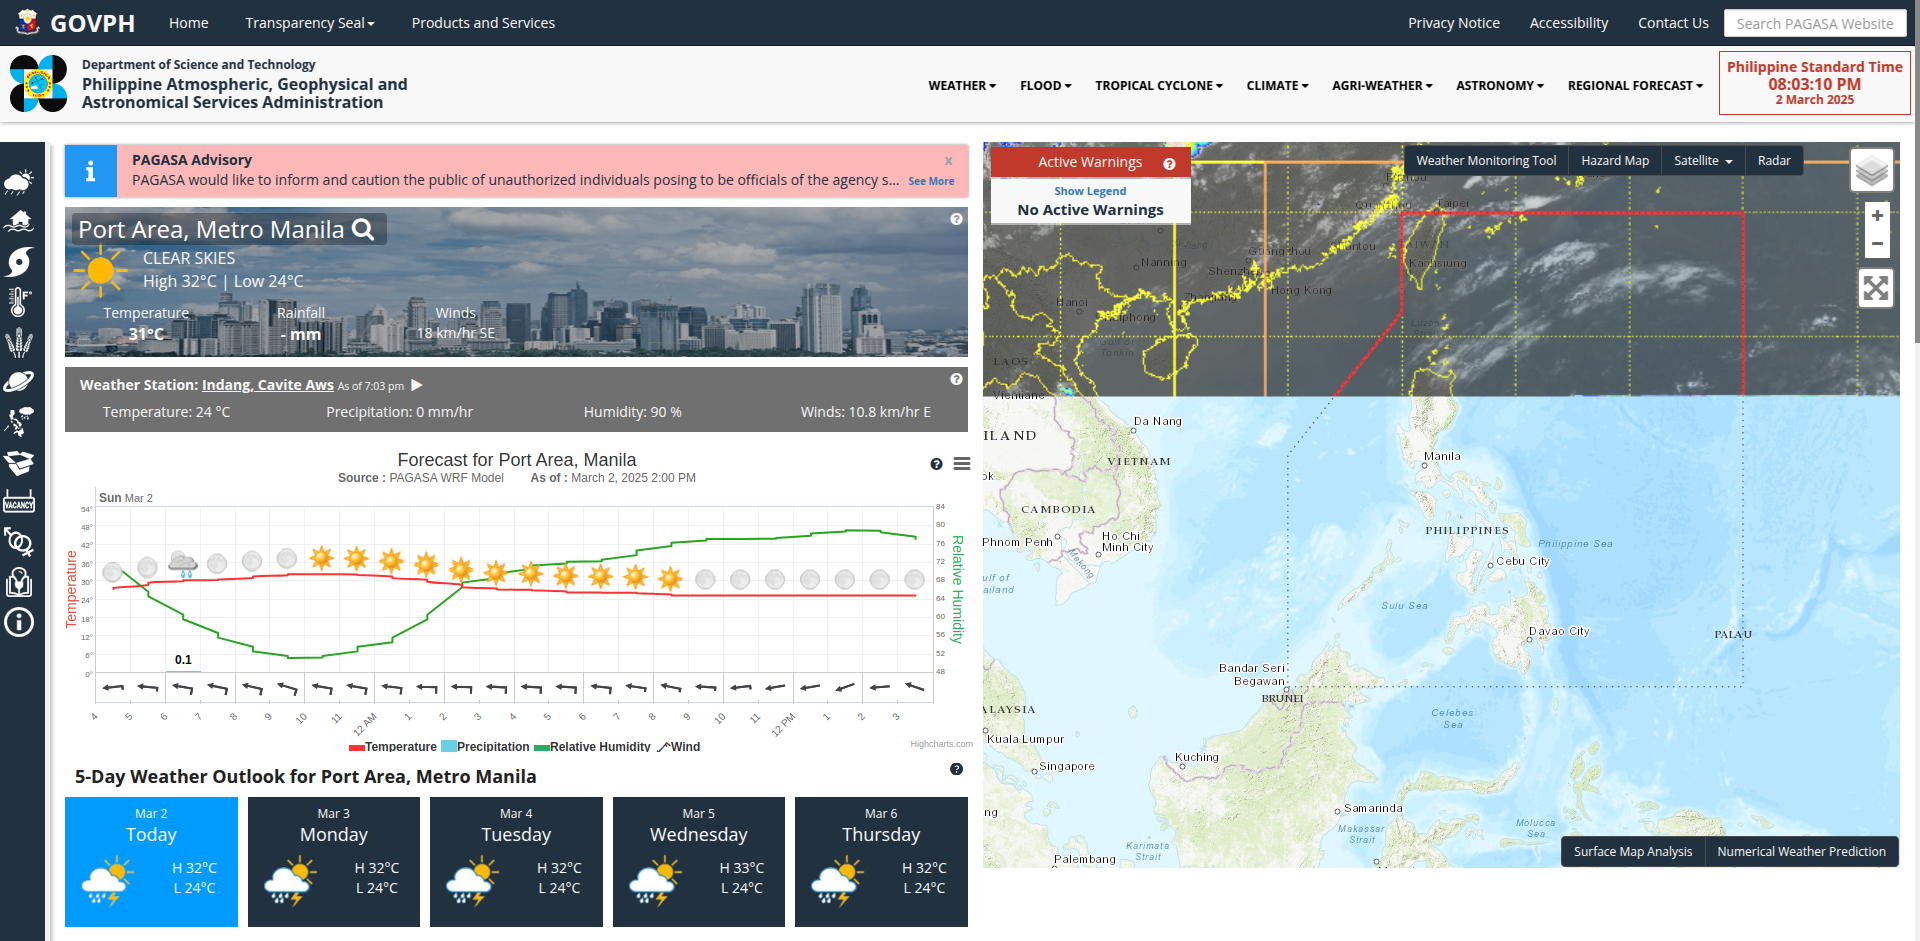 GOVPH
Home
Transparency Seal
Products and Services
Privacy Notice
Accessibility
Contact Us
Search PAGASA Website
Department of Science and Technology
Philippine Atmospheric, Geophysical and
Astronomical Services Administration
WEATHER
FLOOD
TROPICAL CYCLONE
CLIMATE
AGRI-WEATHER
ASTRONOMY
REGIONAL FORECAST
Philippine Standard Time
08:03:10 PM
2 March 2025
VACANCY
PAGASA Advisory
x
PAGASA would like to inform and caution the public of unauthorized individuals posing to be officials of the agency s...
See More
Port Area, Metro Manila
CLEAR SKIES
High 32°C | Low 24°C
Temperature
31°C
Rainfall
- mm
Winds
18 km/hr SE
Weather Station: Indang, Cavite Aws As of 7:03 pm
Temperature: 24 °C
Precipitation: 0 mm/hr
Humidity: 90 %
Winds: 10.8 km/hr E
Forecast for Port Area, Manila
Source : PAGASA WRF Model As of : March 2, 2025 2:00 PM
Sun Mar 2
Temperature
54°
48°
42°
36°
30°
24°
18°
12°
6°
0°
0.1
84
80
76
72
68
64
60
56
52
48
Relative Humidity
4 5 6 7 8 9 10 11 12 AM 1 2 3 4 5 6 7 8 9 10 11 12 PM 1 2 3
Temperature
Precipitation
Relative Humidity
Wind
Highcharts.com
5-Day Weather Outlook for Port Area, Metro Manila
Mar 2
Today
H 32°C
L 24°C
Mar 3
Monday
H 32°C
L 24°C
Mar 4
Tuesday
H 32°C
L 24°C
Mar 5
Wednesday
H 33°C
L 24°C
Mar 6
Thursday
H 32°C
L 24°C
Active Warnings
Show Legend
No Active Warnings
Weather Monitoring Tool
Hazard Map
Satellite
Radar
+
−
Taipei
TAIWAN
Kaohsiung
Guangzhou
Shantou
Shenzhen
Hong Kong
Nanning
Zhanjiang
Hanoi
Haiphong
Gulf of
Tonkin
LAOS
Vientiane
Luzon
Da Nang
ILAND
VIETNAM
ok
CAMBODIA
Phnom Penh
Mekong
Ho Chi
Minh City
ulf of
ailand
Manila
PHILIPPINES
Philippine Sea
Cebu City
Sulu Sea
Davao City
PALAU
Bandar Seri
Begawan
BRUNEI
ALAYSIA
Kuala Lumpur
Singapore
Kuching
Celebes
Sea
ng
Samarinda
Makassar
Strait
Molucca
Sea
Karimata
Strait
Palembang
Surface Map Analysis
Numerical Weather Prediction